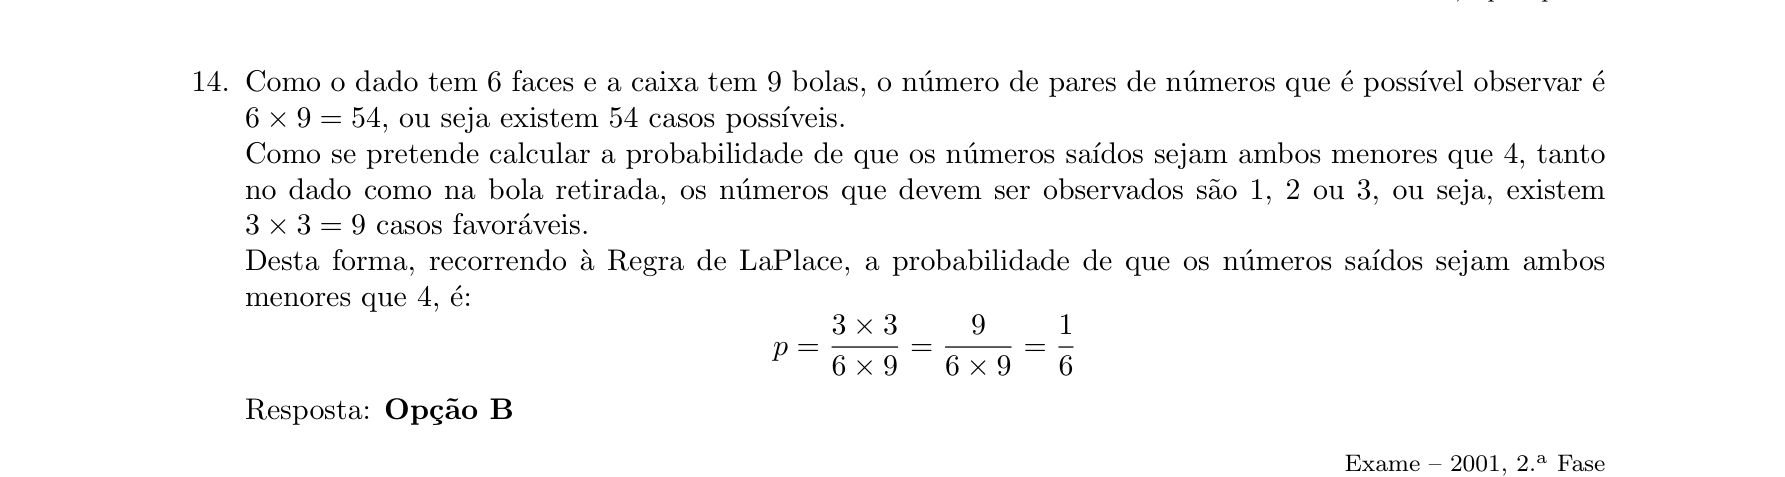 14. Como o dado tem 6 faces e a caixa tem 9 bolas, o número de pares de números que é possível observar é
6 × 9 = 54, ou seja existem 54 casos possíveis.
Como se pretende calcular a probabilidade de que os números saídos sejam ambos menores que 4, tanto
no dado como na bola retirada, os números que devem ser observados são 1, 2 ou 3, ou seja, existem
3 × 3 = 9 casos favoráveis.
Desta forma, recorrendo à Regra de LaPlace, a probabilidade de que os números saídos sejam ambos
menores que 4, é:
p = \frac{3 × 3}{6 × 9} = \frac{9}{6 × 9} = \frac{1}{6}
Resposta: Opção B
Exame – 2001, 2.ª Fase